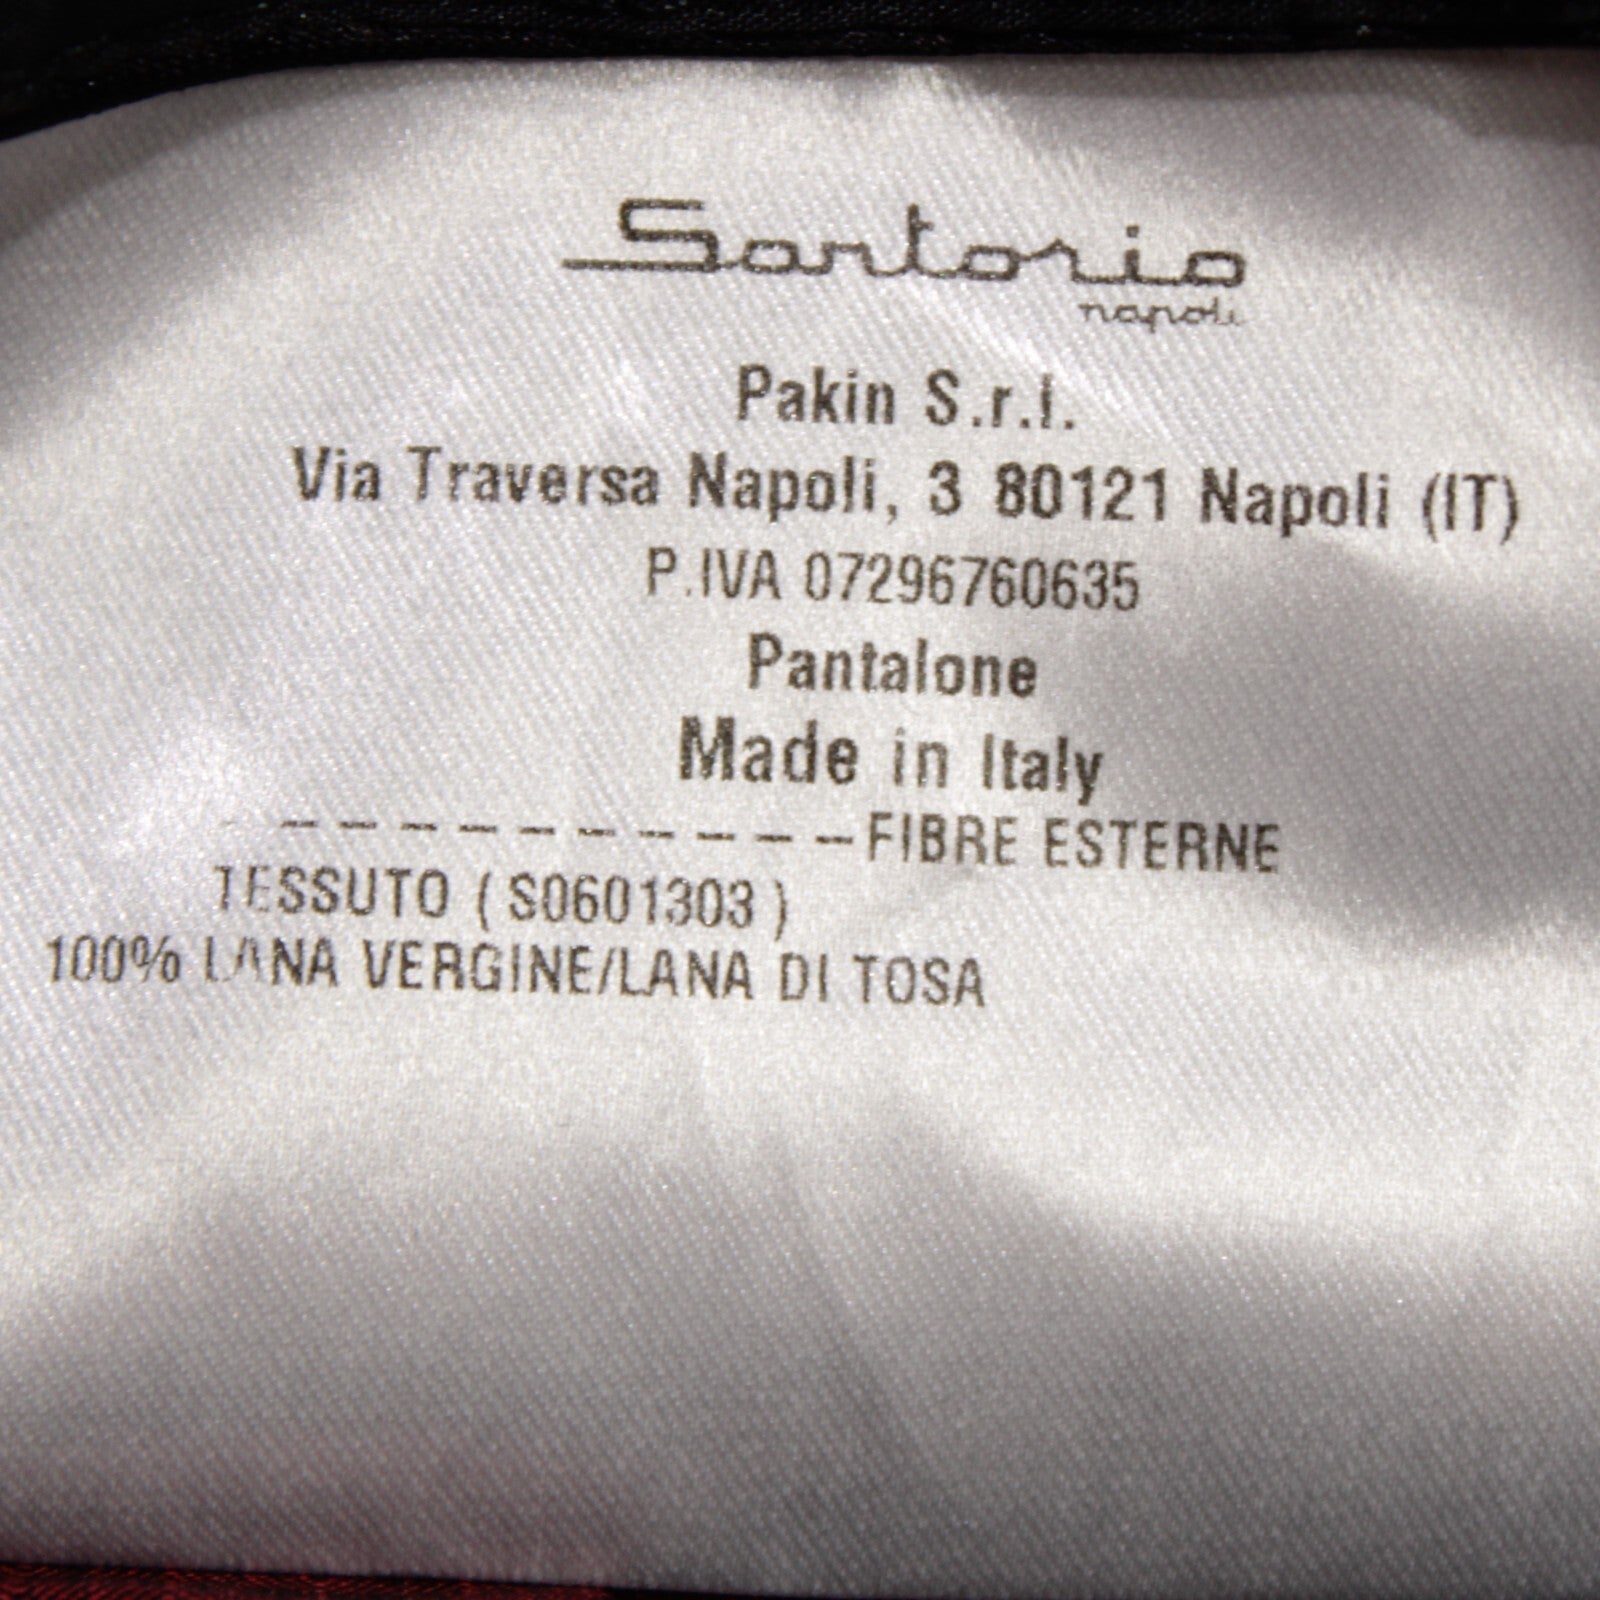 Sartorio
napoli
Pakin S.r.l.
Via Traversa Napoli, 3 80121 Napoli (IT)
P.IVA 07296760635
Pantalone
Made in Italy
-----------FIBRE ESTERNE
TESSUTO ( S0601303 )
100% LANA VERGINE/LANA DI TOSA